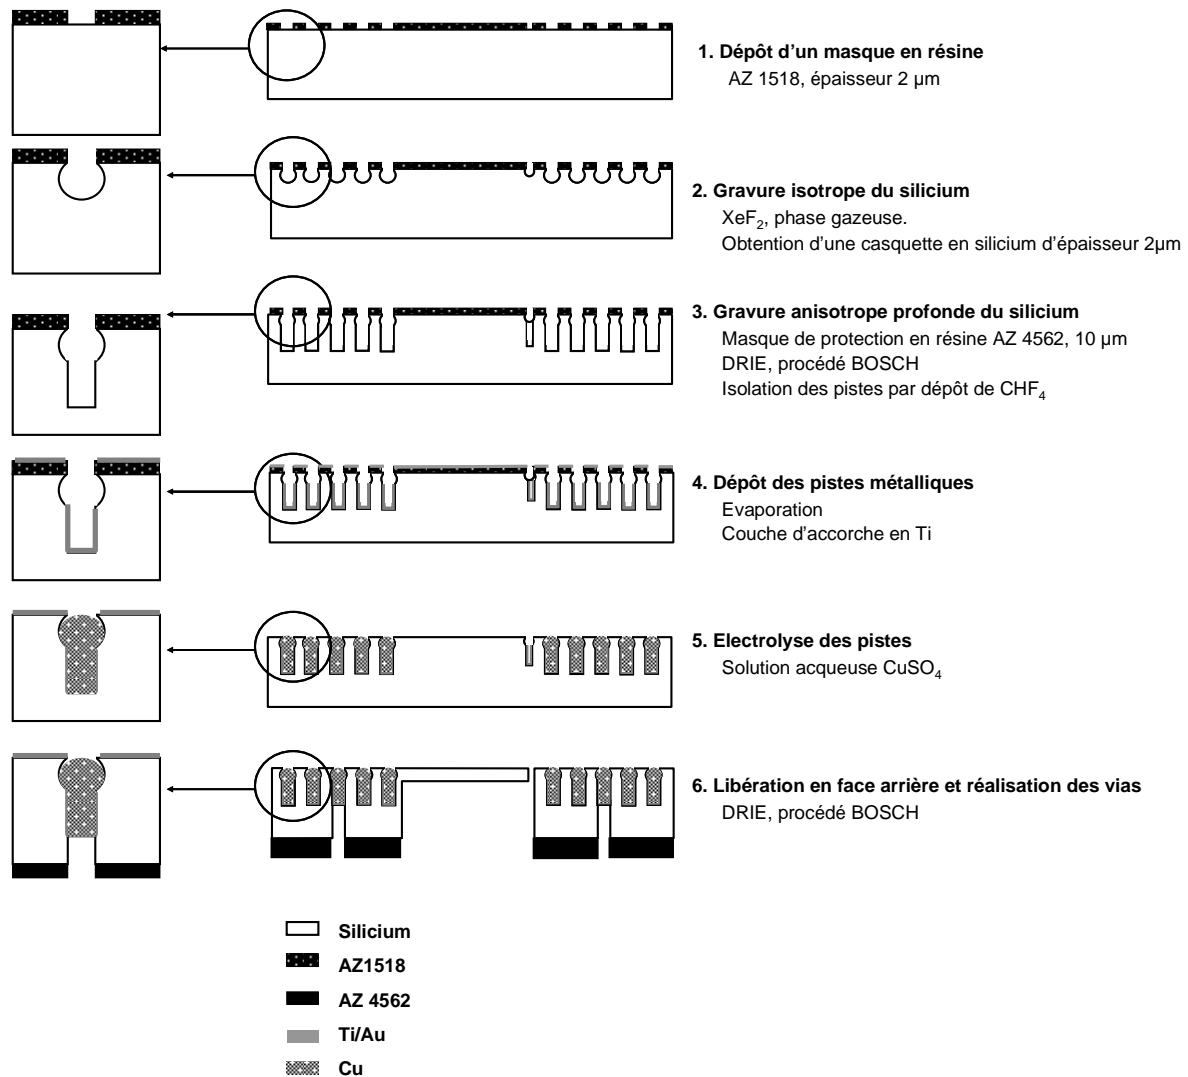 1. Dépôt d'un masque en résine
AZ 1518, épaisseur 2 µm
2. Gravure isotrope du silicium
XeF2, phase gazeuse.
Obtention d'une casquette en silicium d'épaisseur 2µm
3. Gravure anisotrope profonde du silicium
Masque de protection en résine AZ 4562, 10 µm
DRIE, procédé BOSCH
Isolation des pistes par dépôt de CHF4
4. Dépôt des pistes métalliques
Evaporation
Couche d'accorche en Ti
5. Electrolyse des pistes
Solution acqueuse CuSO4
6. Libération en face arrière et réalisation des vias
DRIE, procédé BOSCH
Silicium
AZ1518
AZ 4562
Ti/Au
Cu